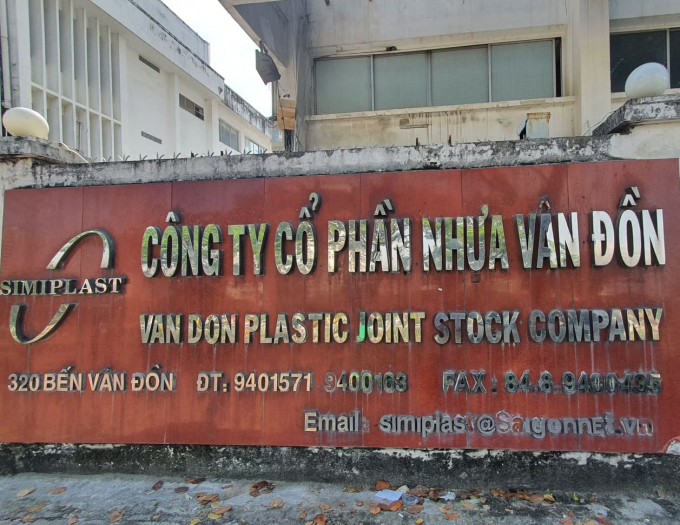 SIMIPLAST
CÔNG TY CỔ PHẦN NHỰA VÂN ĐỒN
VAN DON PLASTIC JOINT STOCK COMPANY
320 BẾN VÂN ĐỒN ĐT: 9401571 9400163 FAX : 84.8.9400435
Email simiplast@SaigonnEt.vn